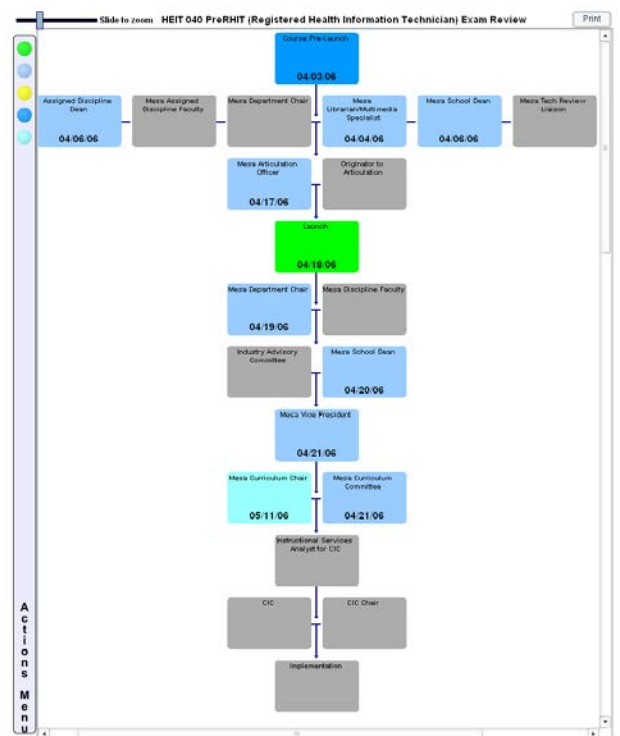 Slide to zoom HEIT 040 PreRHIT (Registered Health Information Technician) Exam Review
Print
Course Pre-Launch
04/03/06
Assigned Discipline
Dean
04/06/06
Mesa Assigned
Discipline Faculty
Mesa Department Chair
Mesa
Librarian/Multimedia
Specialist
04/04/06
Mesa School Dean
04/06/06
Mesa Tech Review
Liaison
Mesa Articulation
Officer
04/17/06
Originator to
Articulation
Launch
04/18/06
Mesa Department Chair
04/19/06
Mesa Discipline Faculty
Industry Advisory
Committee
Mesa School Dean
04/20/06
Mesa Vice President
04/21/06
Mesa Curriculum Chair
05/11/06
Mesa Curriculum
Committee
04/21/06
Instructional Services
Analyst for CIC
CIC
CIC Chair
Implementation
Actions Menu